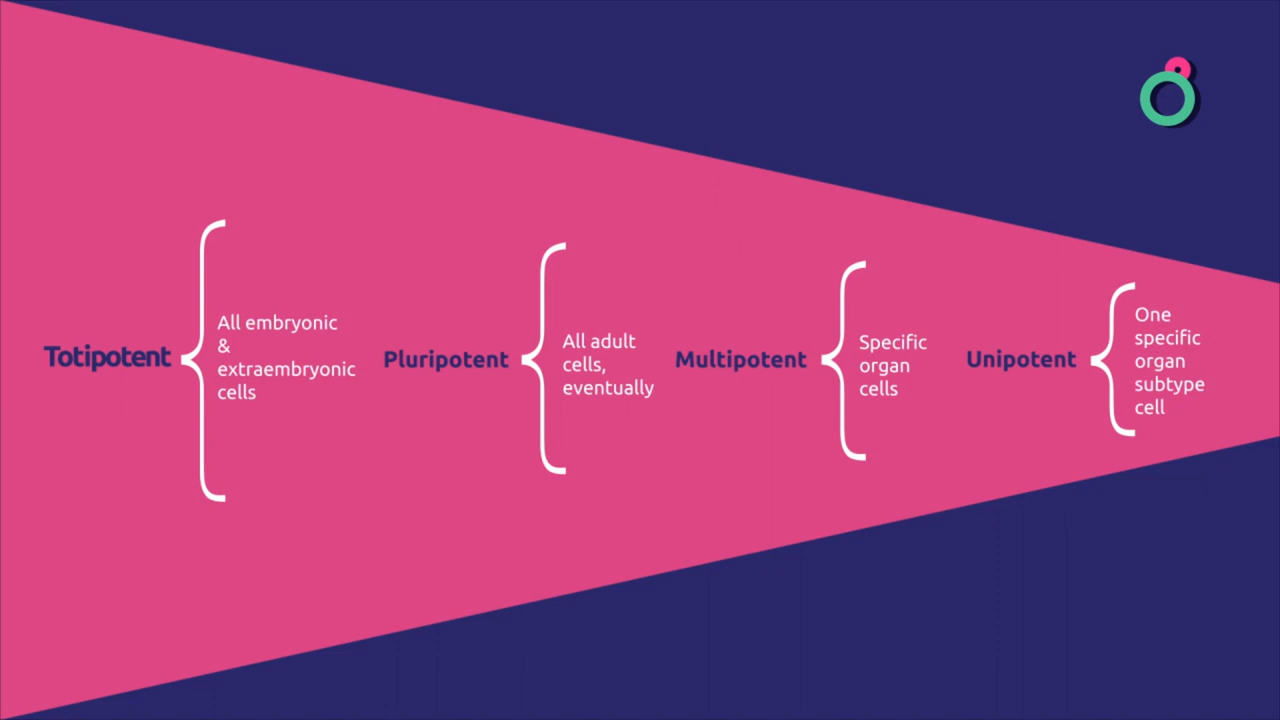 Totipotent
All embryonic
&
extraembryonic
cells
Pluripotent
All adult
cells,
eventually
Multipotent
Specific
organ
cells
Unipotent
One
specific
organ
subtype
cell